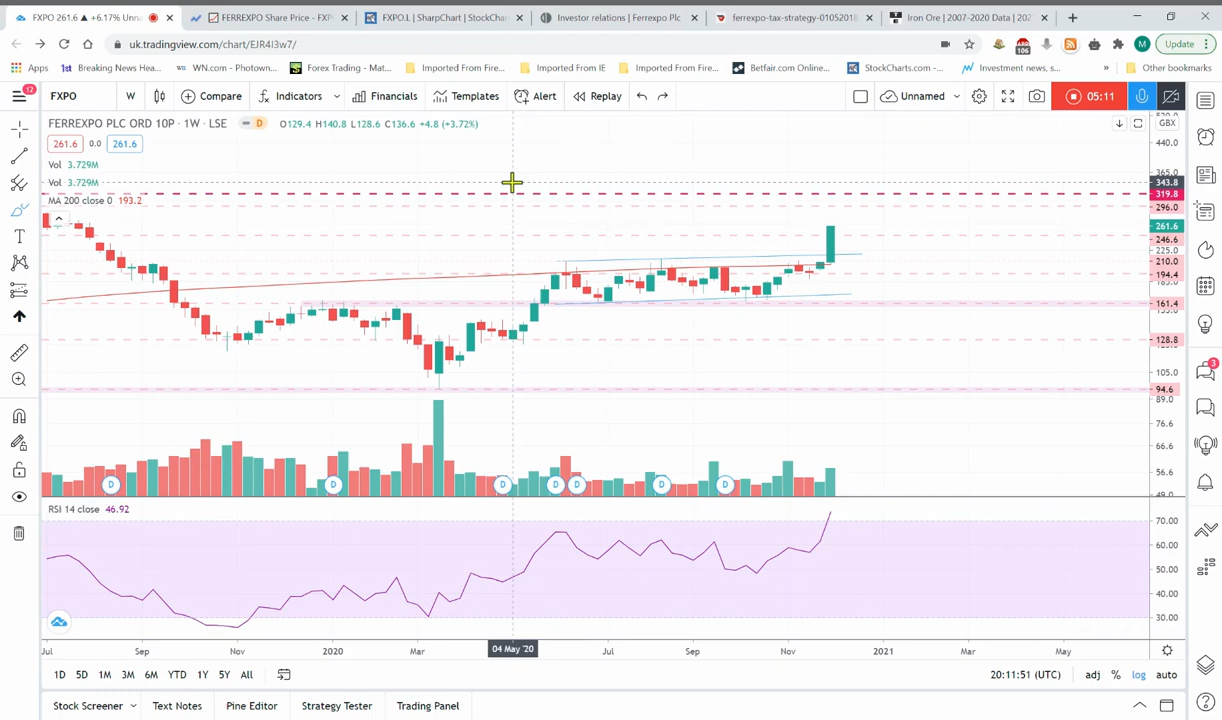 FXPO 261.6 ▲ +6.17% Unnam
FERREXPO Share Price - FXP
FXPO.L | SharpChart | StockChar
Investor relations | Ferrexpo Plc
ferrexpo-tax-strategy-01052018
Iron Ore | 2007-2020 Data | 202
uk.tradingview.com/chart/EJR4I3w7/
106
M
Update
Apps
1st
Breaking News Hea...
WN.com - Photown...
Forex Trading - Mat...
Imported From Fire...
Imported From IE
Imported From Fire...
Betfair.com Online...
StockCharts.com -...
Investment news, s...
»
Other bookmarks
12
FXPO
W
Compare
Indicators
Financials
Templates
Alert
Replay
Unnamed
05:11
FERREXPO PLC ORD 10P · 1W · LSE
D
O129.4 H140.8 L128.6 C136.6 +4.8 (+3.72%)
GBX
261.6 0.0 261.6
Vol 3.729M
Vol 3.729M
MA 200 close 0 193.2
440.0
365.0
343.8
319.8
296.0
261.6
246.6
225.0
210.0
194.4
161.4
128.8
105.0
94.6
89.0
76.6
66.6
56.6
49.0
D D D D D D D
3
RSI 14 close 46.92
70.00
60.00
50.00
40.00
30.00
Jul Sep Nov 2020 Mar 04 May '20 Jul Sep Nov 2021 Mar May
1D 5D 1M 3M 6M YTD 1Y 5Y All
20:11:51 (UTC)
adj % log auto
Stock Screener
Text Notes
Pine Editor
Strategy Tester
Trading Panel